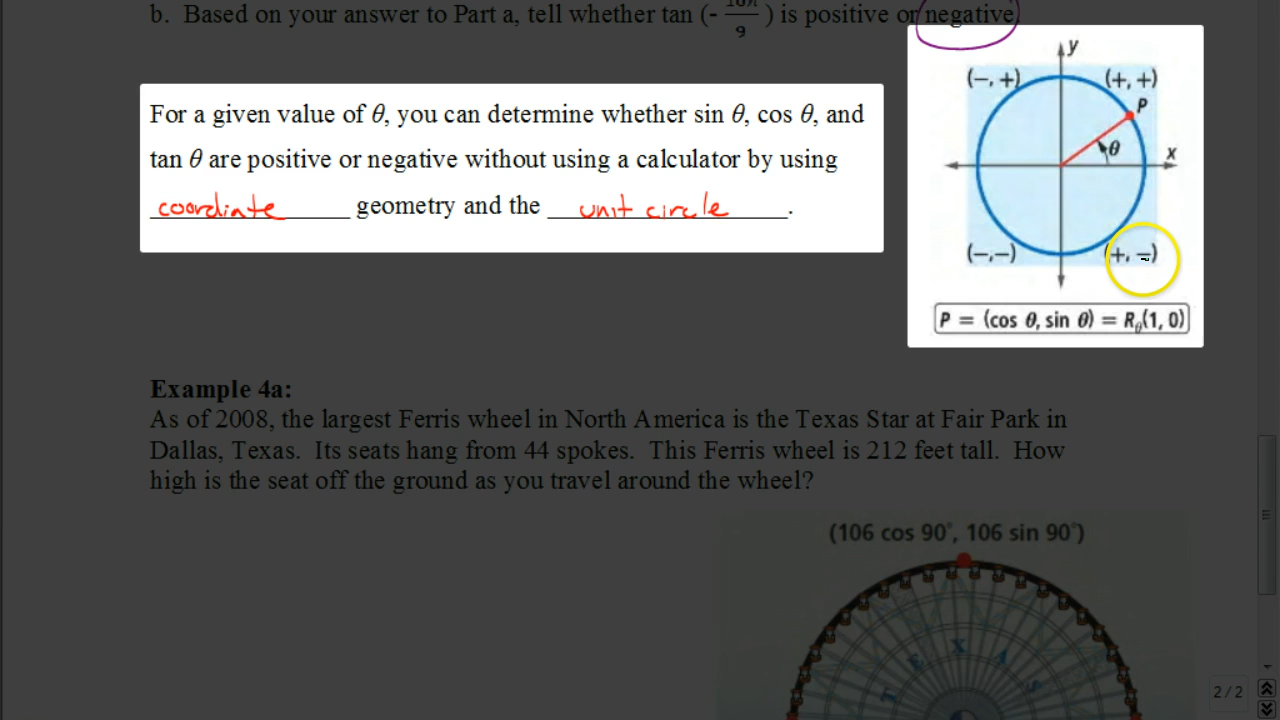 b. Based on your answer to Part a, tell whether tan (- 10π/9) is positive or negative.
For a given value of θ, you can determine whether sin θ, cos θ, and
tan θ are positive or negative without using a calculator by using
coordiate geometry and the unit circle.
y
(−, +) (+, +)
P
θ
x
(−,−) (+, −)
P = (cos θ, sin θ) = Rθ(1, 0)
Example 4a:
As of 2008, the largest Ferris wheel in North America is the Texas Star at Fair Park in
Dallas, Texas. Its seats hang from 44 spokes. This Ferris wheel is 212 feet tall. How
high is the seat off the ground as you travel around the wheel?
(106 cos 90°, 106 sin 90°)
T E X A S
2 / 2